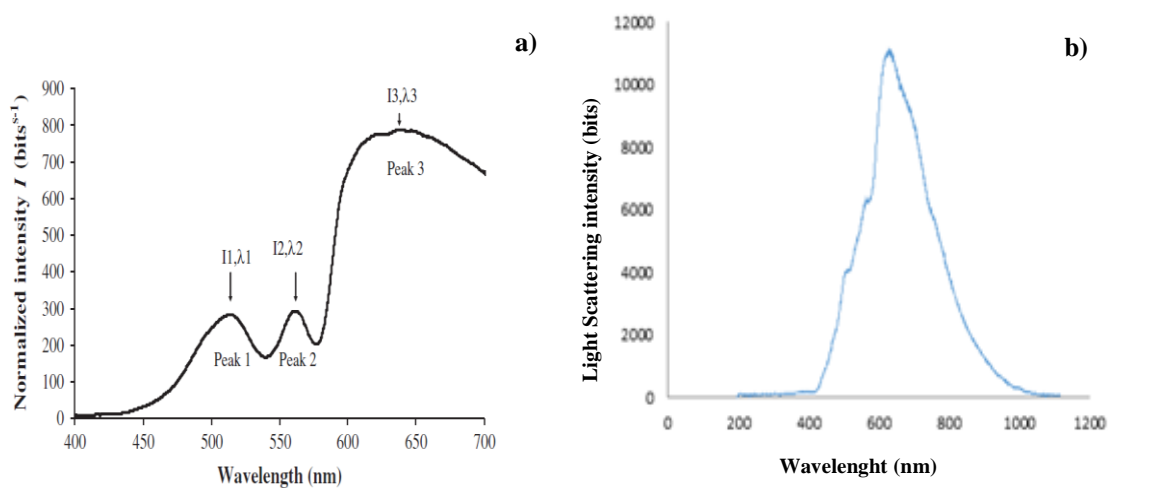 a)
Normalized intensity I (bits^s-1)
900
800
700
600
500
400
300
200
100
0
I1,λ1
I2,λ2
I3,λ3
Peak 1
Peak 2
Peak 3
400 450 500 550 600 650 700
Wavelength (nm)
b)
Light Scattering intensity (bits)
12000
10000
8000
6000
4000
2000
0
0 200 400 600 800 1000 1200
Wavelenght (nm)